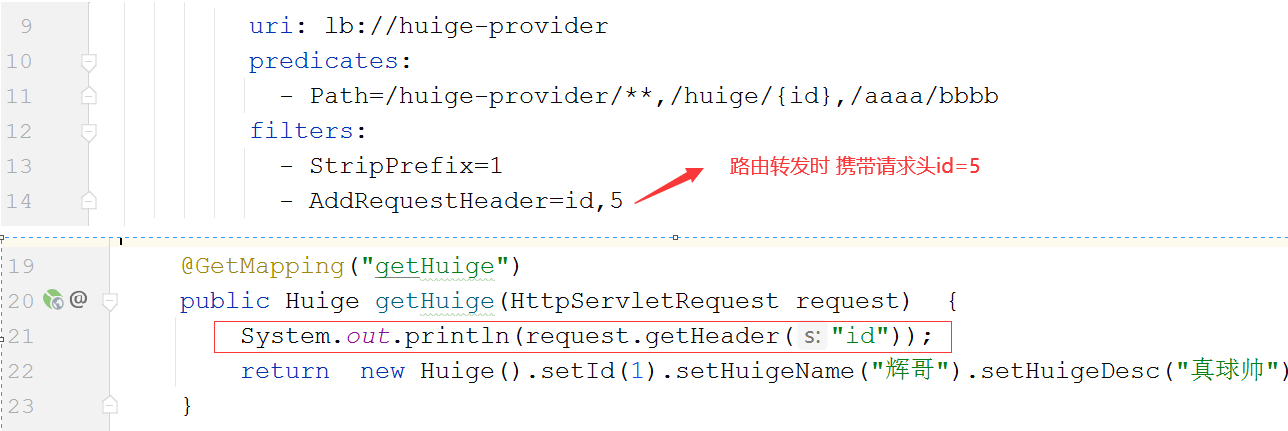 9 uri: lb://huige-provider
10 predicates:
11 - Path=/huige-provider/**,/huige/{id},/aaaa/bbbb
12 filters:
13 - StripPrefix=1 路由转发时 携带请求头id=5
14 - AddRequestHeader=id,5
19 @GetMapping("getHuige")
20 @ public Huige getHuige(HttpServletRequest request) {
21 System.out.println(request.getHeader( s: "id"));
22 return new Huige().setId(1).setHuigeName("辉哥").setHuigeDesc("真球帅")
23 }